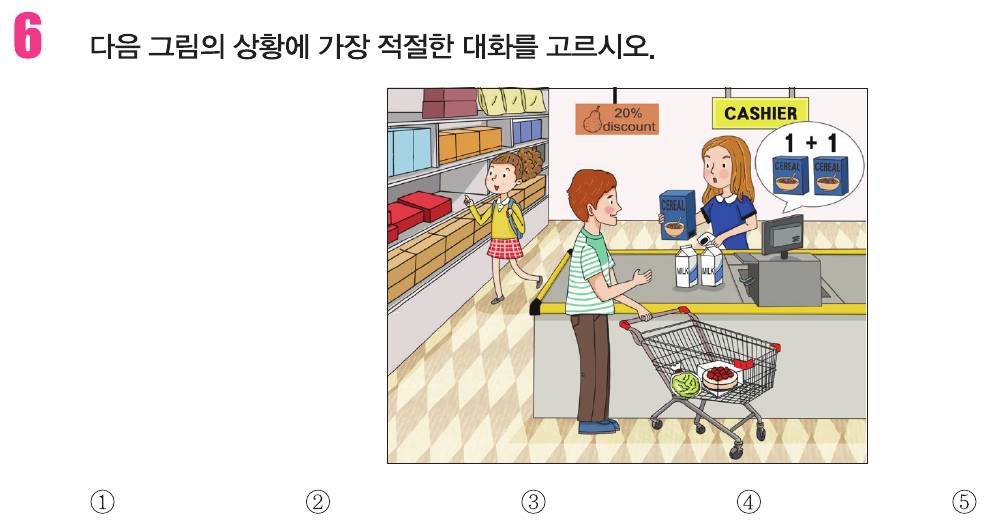 6 다음 그림의 상황에 가장 적절한 대화를 고르시오.
20%
discount
CASHIER
1 + 1
CEREAL CEREAL
CEREAL
MILK MILK
① ② ③ ④ ⑤